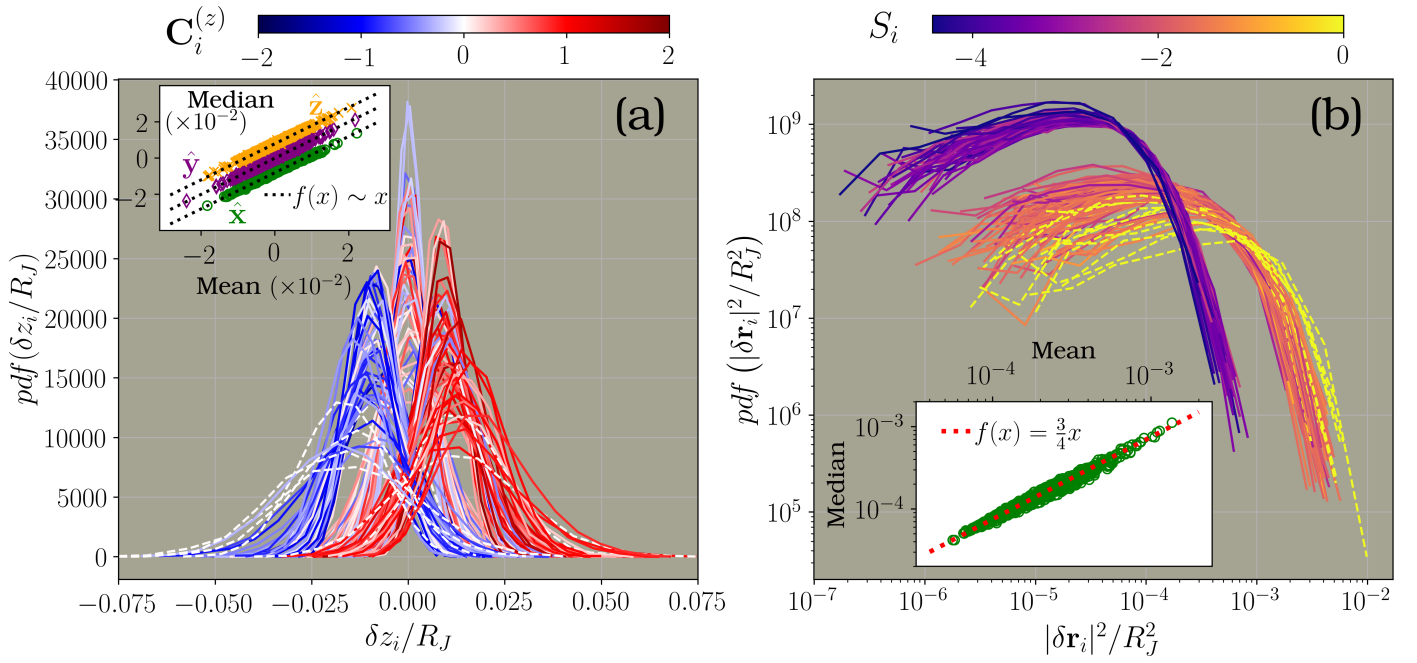 C_i^(z)
−2 −1 0 1 2
S_i
−4 −2 0
(a)
pdf(δz_i/R_J)
40000
35000
30000
25000
20000
15000
10000
5000
0
−0.075 −0.050 −0.025 0.000 0.025 0.050 0.075
δz_i/R_J
Median
(×10^−2)
2
0
−2
ẑ
ŷ
x̂
f(x) ∼ x
−2 0 2
Mean (×10^−2)
(b)
pdf (|δr_i|^2/R_J^2)
10^9
10^8
10^7
10^6
10^5
10^−7 10^−6 10^−5 10^−4 10^−3 10^−2
|δr_i|^2/R_J^2
Mean
10^−4 10^−3
Median
10^−3
10^−4
f(x) = 3/4 x